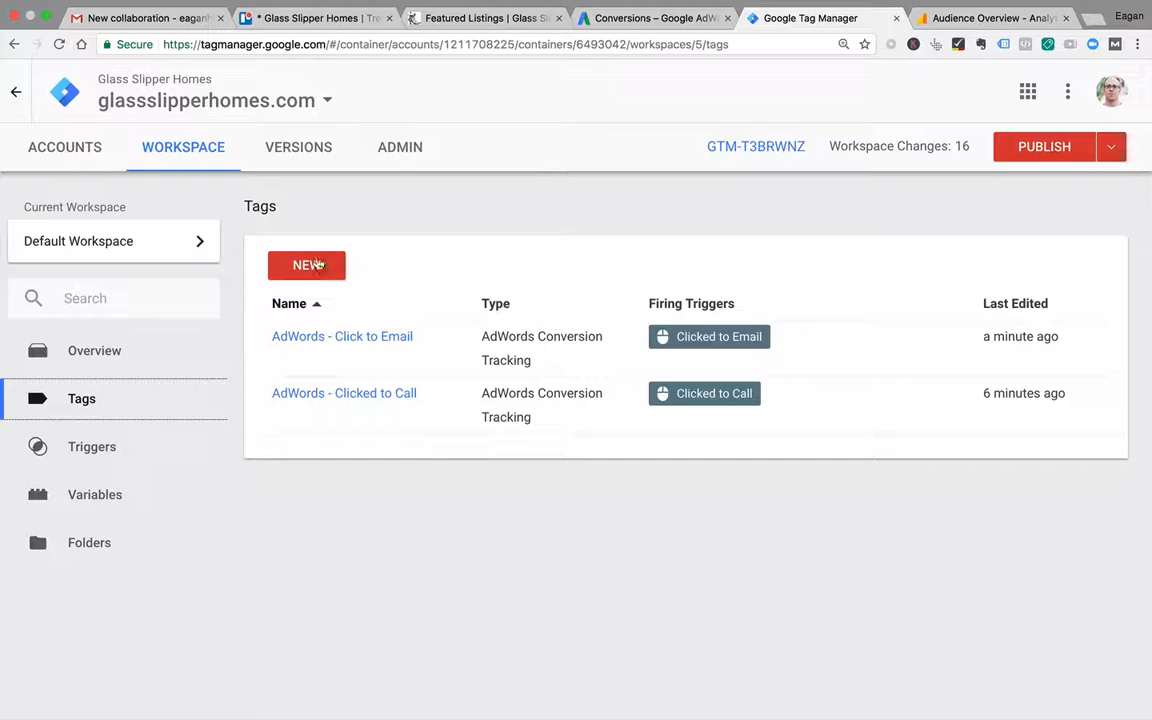 New collaboration - eagan
* Glass Slipper Homes | Tre
Featured Listings | Glass Sl
Conversions – Google AdW
Google Tag Manager
Audience Overview - Analy
Eagan
Secure
https://tagmanager.google.com/#/container/accounts/1211708225/containers/6493042/workspaces/5/tags
Glass Slipper Homes
glassslipperhomes.com
ACCOUNTS
WORKSPACE
VERSIONS
ADMIN
GTM-T3BRWNZ
Workspace Changes: 16
PUBLISH
Current Workspace
Default Workspace
Search
Overview
Tags
Triggers
Variables
Folders
Tags
NEW
Name
Type
Firing Triggers
Last Edited
AdWords - Click to Email
AdWords Conversion
Tracking
Clicked to Email
a minute ago
AdWords - Clicked to Call
AdWords Conversion
Tracking
Clicked to Call
6 minutes ago